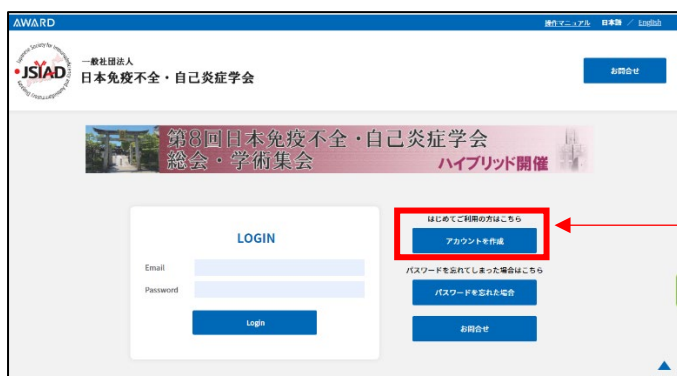 AWARD
操作マニュアル 日本語 / English
JSIAD
一般社団法人
日本免疫不全・自己炎症学会
お問合せ
第8回日本免疫不全・自己炎症学会
総会・学術集会 ハイブリッド開催
はじめてご利用の方はこちら
LOGIN
アカウントを作成
Email
パスワードを忘れてしまった場合はこちら
Password
パスワードを忘れた場合
Login
お問合せ